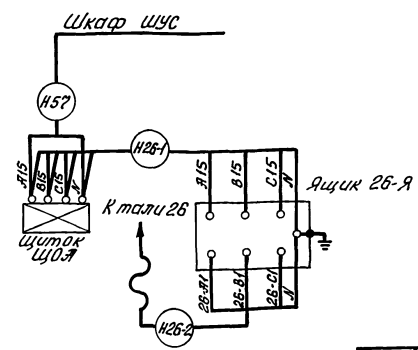 Шкаф ШУС
Н57
А15
В15
С15
N
Н26-1
А15
В15
С15
N
Ящик 26-Я
К тали 26
Щиток
ЩОА
26-А1
26-В1
26-С1
N
Н26-2